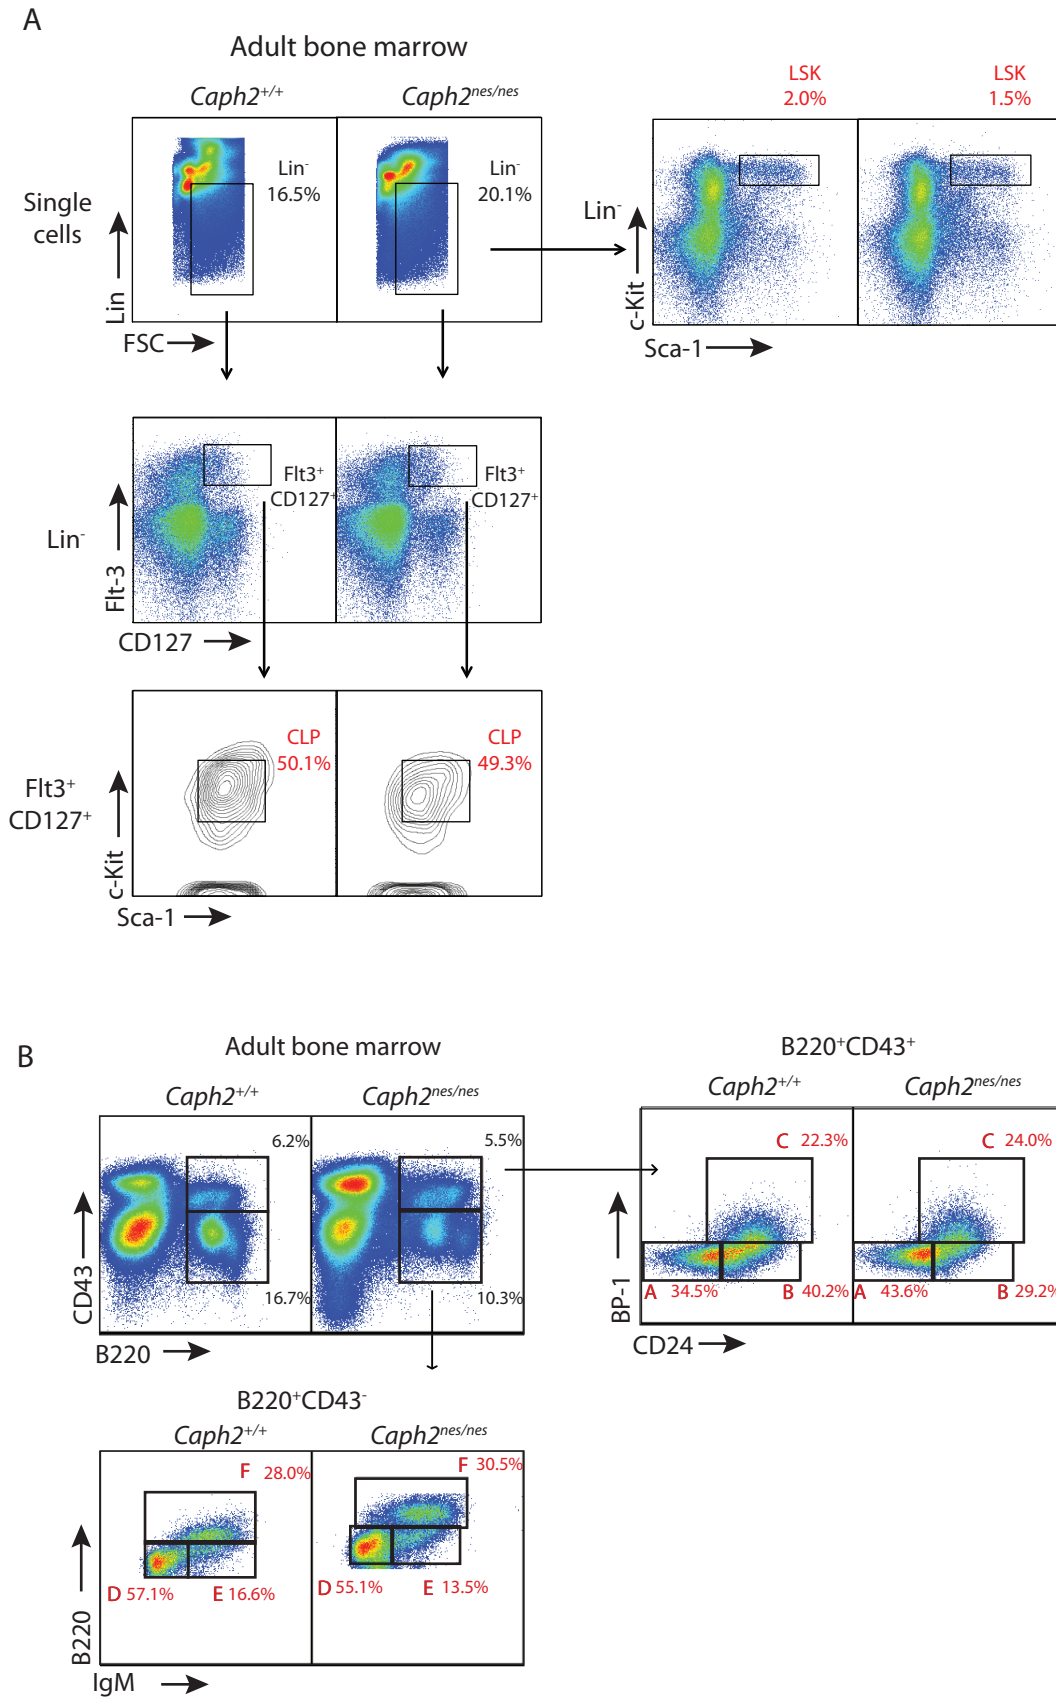 A
Adult bone marrow
Caph2+/+
Caph2nes/nes
LSK
2.0%
LSK
1.5%
Single
cells
Lin-
16.5%
Lin-
20.1%
Lin
FSC
Lin-
c-Kit
Sca-1
Lin-
Flt3+
CD127+
Flt3+
CD127+
Flt-3
CD127
Flt3+
CD127+
CLP
50.1%
CLP
49.3%
c-Kit
Sca-1
B
Adult bone marrow
Caph2+/+
Caph2nes/nes
6.2%
5.5%
16.7%
10.3%
CD43
B220
B220+CD43+
Caph2+/+
Caph2nes/nes
C 22.3%
C 24.0%
A 34.5%
B 40.2%
A 43.6%
B 29.2%
BP-1
CD24
B220+CD43-
Caph2+/+
Caph2nes/nes
F 28.0%
F 30.5%
D 57.1%
E 16.6%
D 55.1%
E 13.5%
B220
IgM